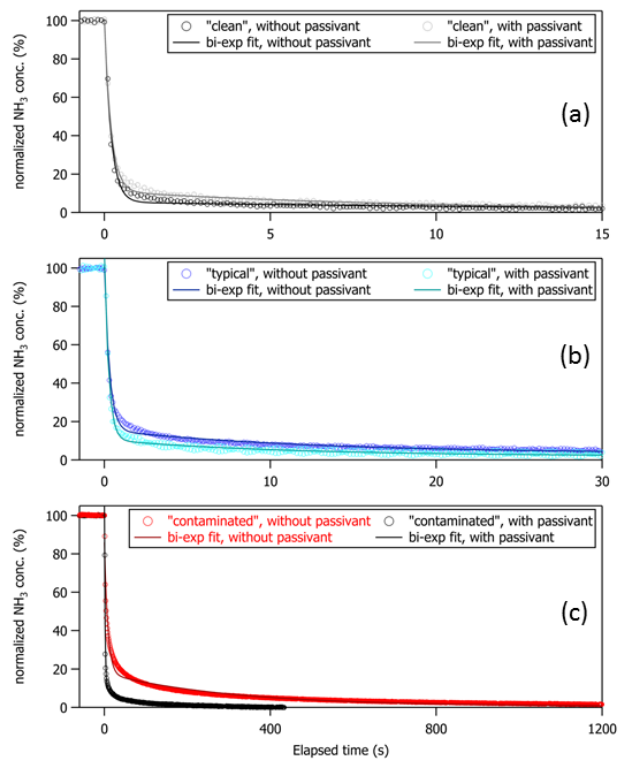 "clean", without passivant "clean", with passivant
bi-exp fit, without passivant bi-exp fit, with passivant
normalized NH3 conc. (%)
100
80
60
40
20
0
(a)
0 5 10 15
"typical", without passivant "typical", with passivant
bi-exp fit, without passivant bi-exp fit, with passivant
normalized NH3 conc. (%)
100
80
60
40
20
0
(b)
0 10 20 30
"contaminated", without passivant "contaminated", with passivant
bi-exp fit, without passivant bi-exp fit, with passivant
normalized NH3 conc. (%)
100
80
60
40
20
0
(c)
0 400 800 1200
Elapsed time (s)